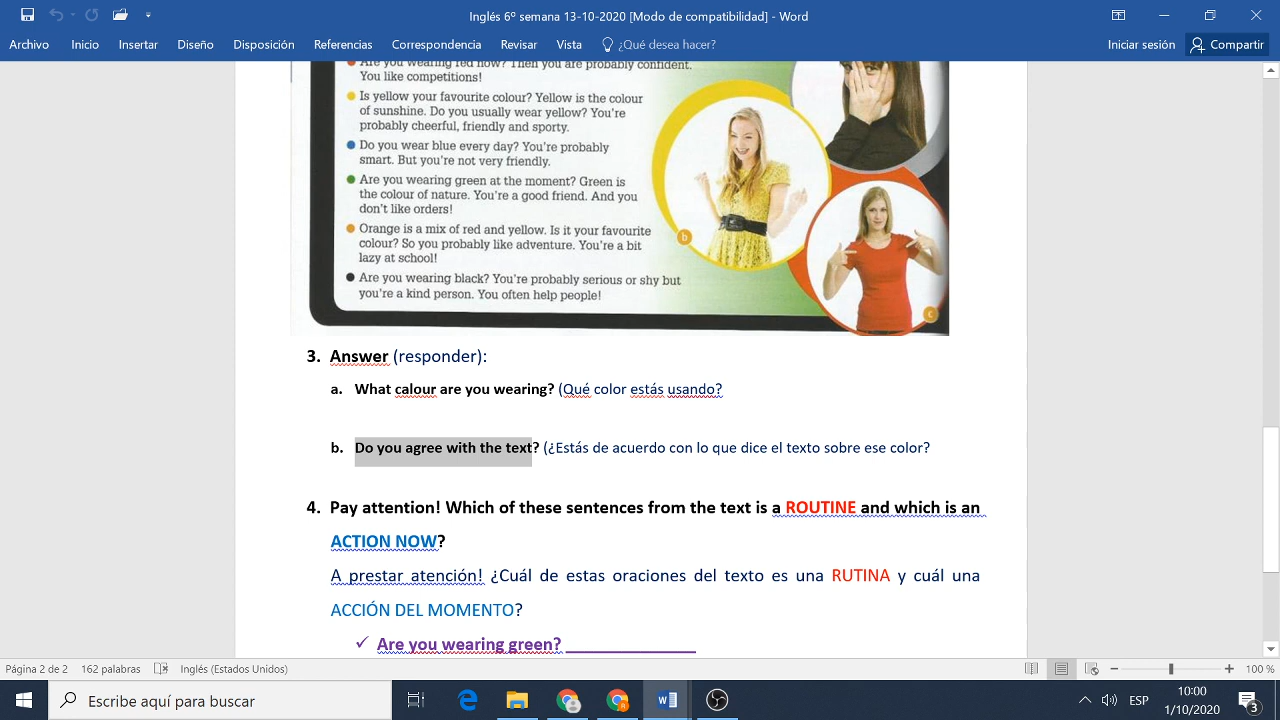 Inglés 6º semana 13-10-2020 [Modo de compatibilidad] - Word
Archivo Inicio Insertar Diseño Disposición Referencias Correspondencia Revisar Vista ¿Qué desea hacer? Iniciar sesión Compartir
Are you wearing red now? Then you are probably confident.
You like competitions!
Is yellow your favourite colour? Yellow is the colour
of sunshine. Do you usually wear yellow? You're
probably cheerful, friendly and sporty.
Do you wear blue every day? You're probably
smart. But you're not very friendly.
Are you wearing green at the moment? Green is
the colour of nature. You're a good friend. And you
don't like orders!
Orange is a mix of red and yellow. Is it your favourite
colour? So you probably like adventure. You're a bit
lazy at school!
Are you wearing black? You're probably serious or shy but
you're a kind person. You often help people!
b
c
3. Answer (responder):
a. What calour are you wearing? (Qué color estás usando?
b. Do you agree with the text? (¿Estás de acuerdo con lo que dice el texto sobre ese color?
4. Pay attention! Which of these sentences from the text is a ROUTINE and which is an
ACTION NOW?
A prestar atención! ¿Cuál de estas oraciones del texto es una RUTINA y cuál una
ACCIÓN DEL MOMENTO?
✓ Are you wearing green? ______________
Página 2 de 2 162 palabras Inglés (Estados Unidos) 100 %
Escribe aquí para buscar
ESP
10:00
1/10/2020
3